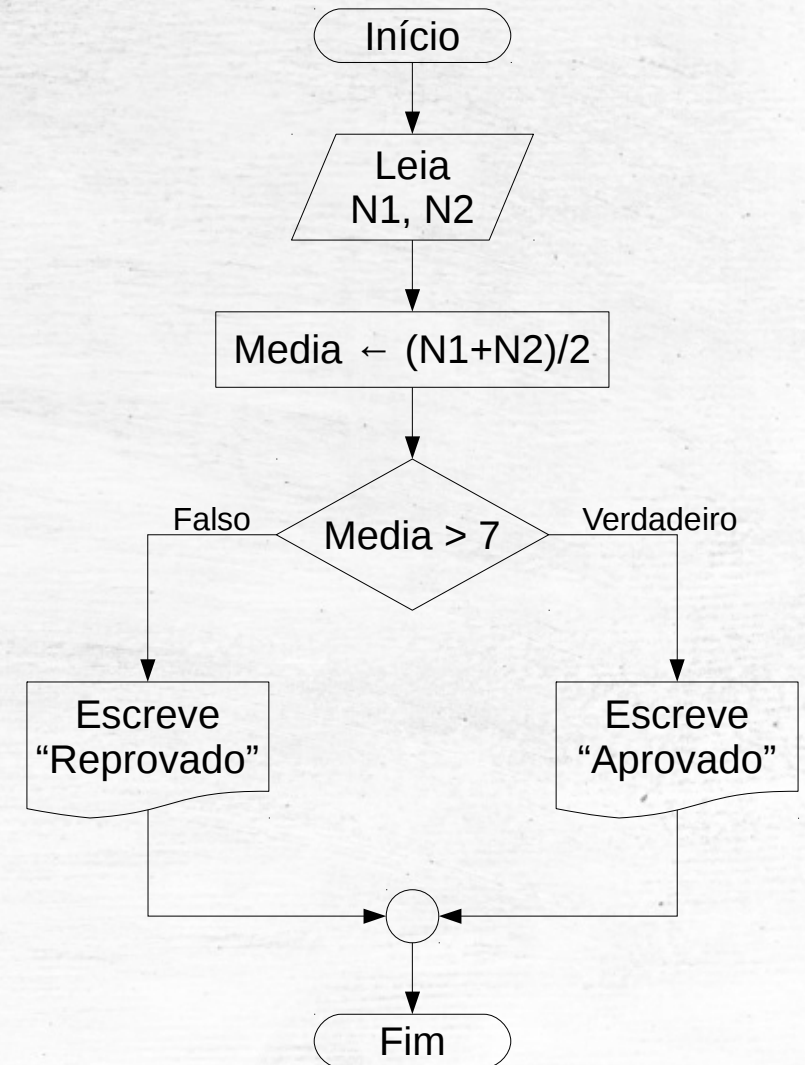 Início
Leia
N1, N2
Media ← (N1+N2)/2
Falso
Media > 7
Verdadeiro
Escreve
“Reprovado”
Escreve
“Aprovado”
Fim